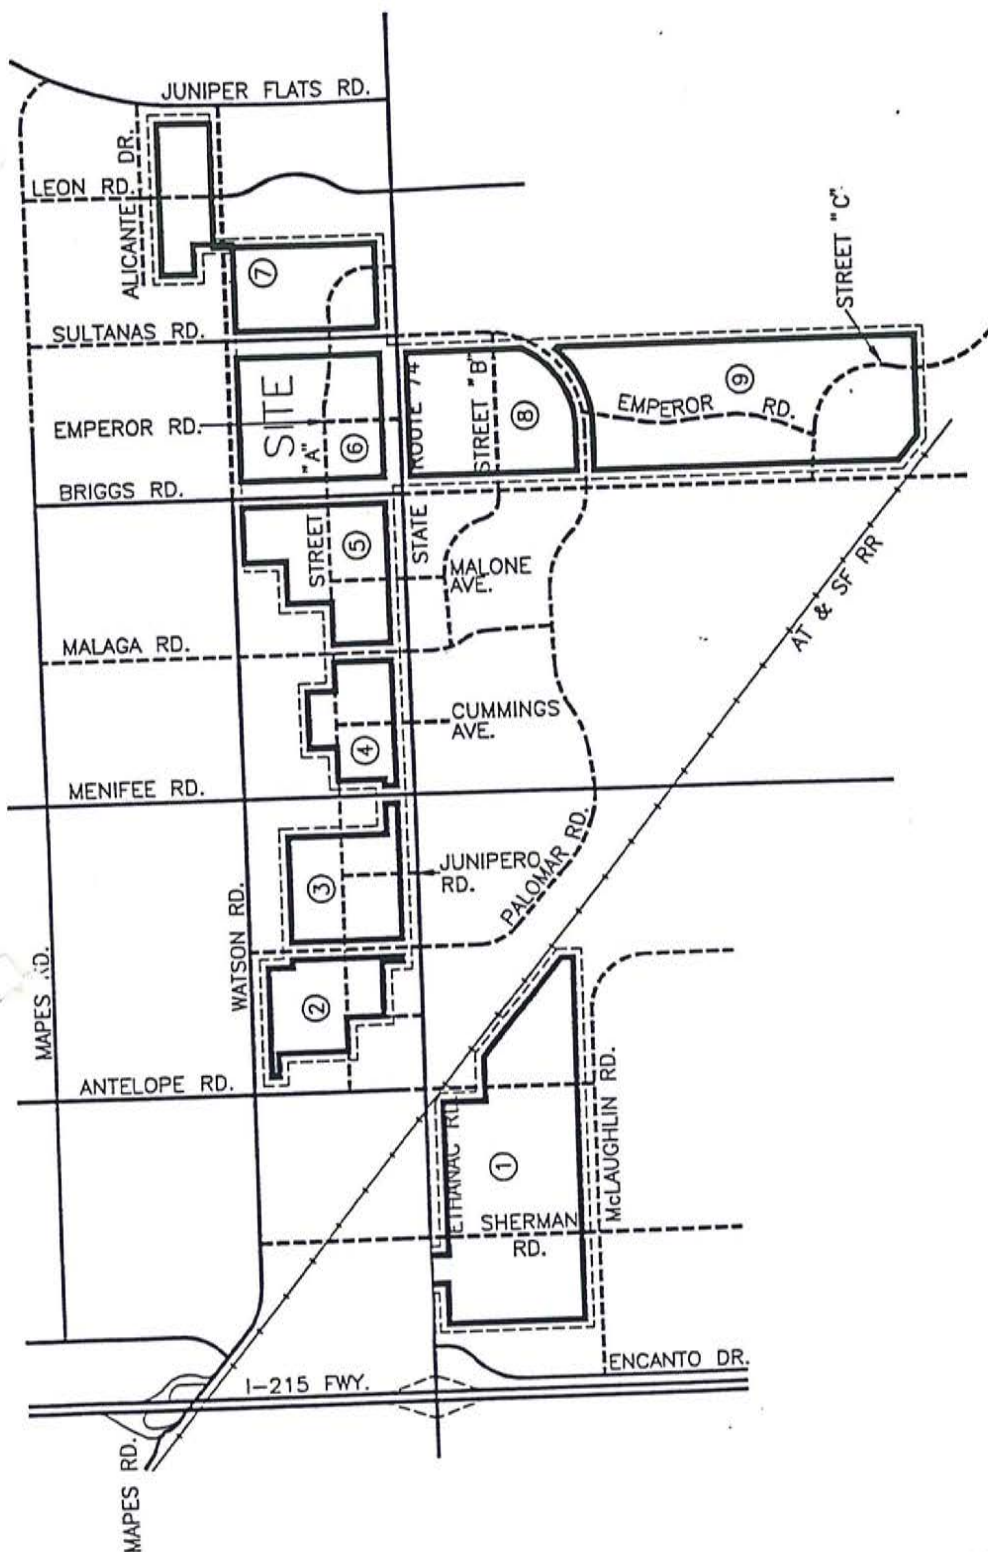 JUNIPER FLATS RD.
ALICANTE DR.
LEON RD.
STREET "C"
⑦
SULTANAS RD.
SITE
"A"
STREET
⑥
STATE
ROUTE 74
STREET "B"
⑧
EMPEROR RD.
⑨
EMPEROR RD.
BRIGGS RD.
⑤
MALONE
AVE.
AT & SF RR
MALAGA RD.
CUMMINGS
AVE.
④
MENIFEE RD.
JUNIPERO
RD.
PALOMAR RD.
③
WATSON RD.
MAPES RD.
②
ANTELOPE RD.
ETHANAC RD.
①
McLAUGHLIN RD.
SHERMAN
RD.
ENCANTO DR.
I-215 FWY.
MAPES RD.